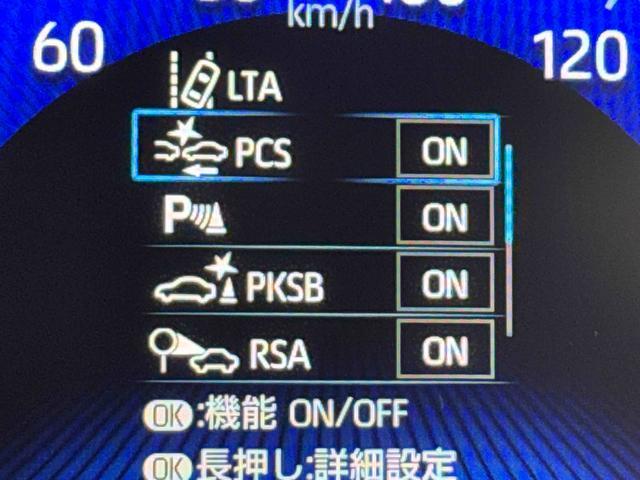 km/h
60
120
LTA
PCS ON
P ON
PKSB ON
RSA ON
OK:機能 ON/OFF
OK長押し:詳細設定